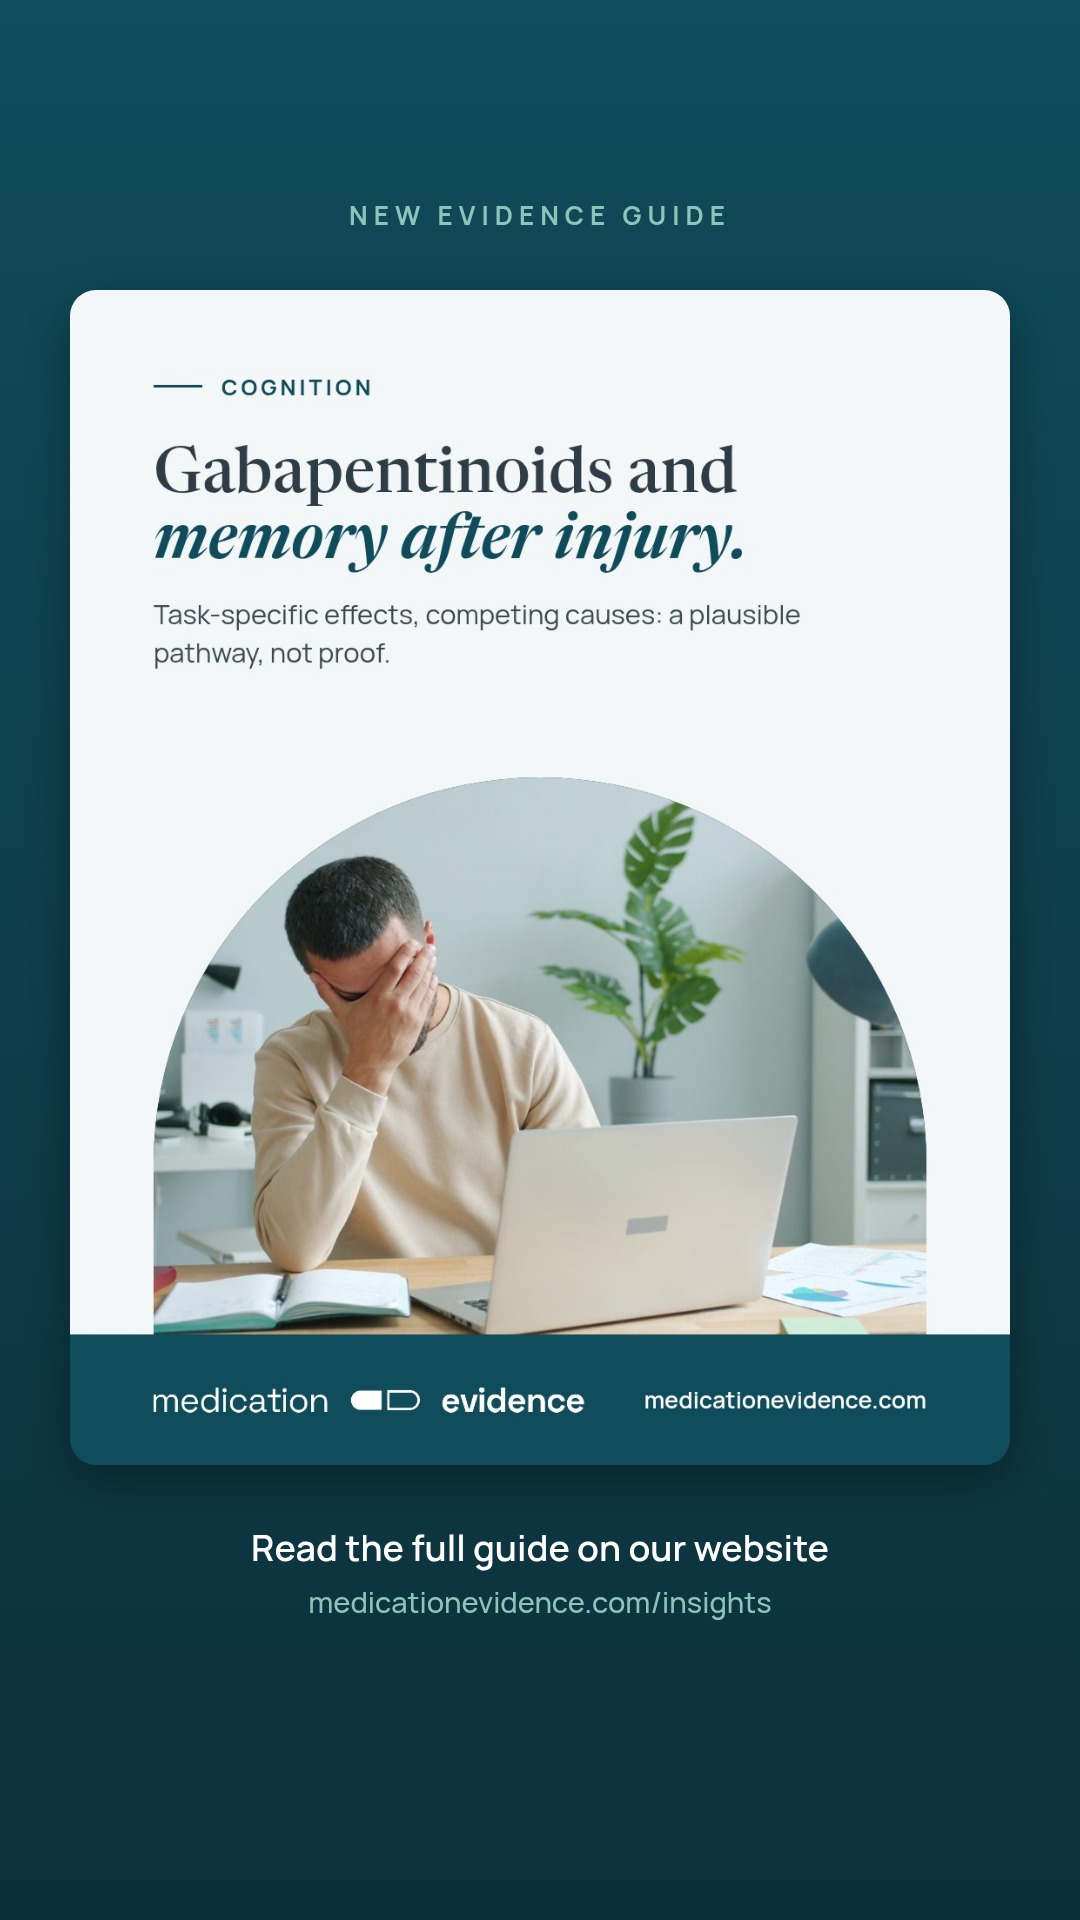 NEW EVIDENCE GUIDE
COGNITION
Gabapentinoids and
memory after injury.
Task-specific effects, competing causes: a plausible
pathway, not proof.
medication evidence
medicationevidence.com
Read the full guide on our website
medicationevidence.com/insights